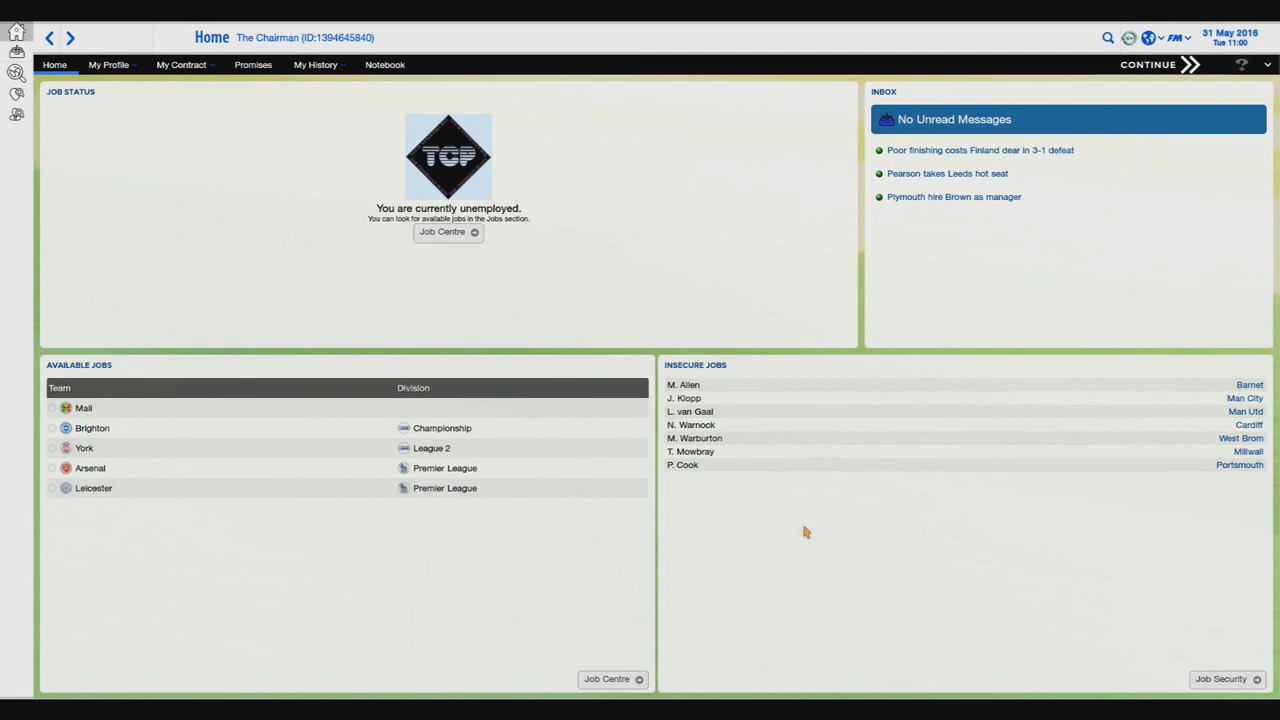 Home The Chairman (ID:1394645840)
FM
31 May 2016
Tue 11:00
Home My Profile My Contract Promises My History Notebook
CONTINUE
?
JOB STATUS
TCP
You are currently unemployed.
You can look for available jobs in the Jobs section.
Job Centre
INBOX
No Unread Messages
Poor finishing costs Finland dear in 3-1 defeat
Pearson takes Leeds hot seat
Plymouth hire Brown as manager
AVAILABLE JOBS
Team Division
Mali
Brighton Championship
York League 2
Arsenal Premier League
Leicester Premier League
Job Centre
INSECURE JOBS
M. Allen Barnet
J. Klopp Man City
L. van Gaal Man Utd
N. Warnock Cardiff
M. Warburton West Brom
T. Mowbray Millwall
P. Cook Portsmouth
Job Security